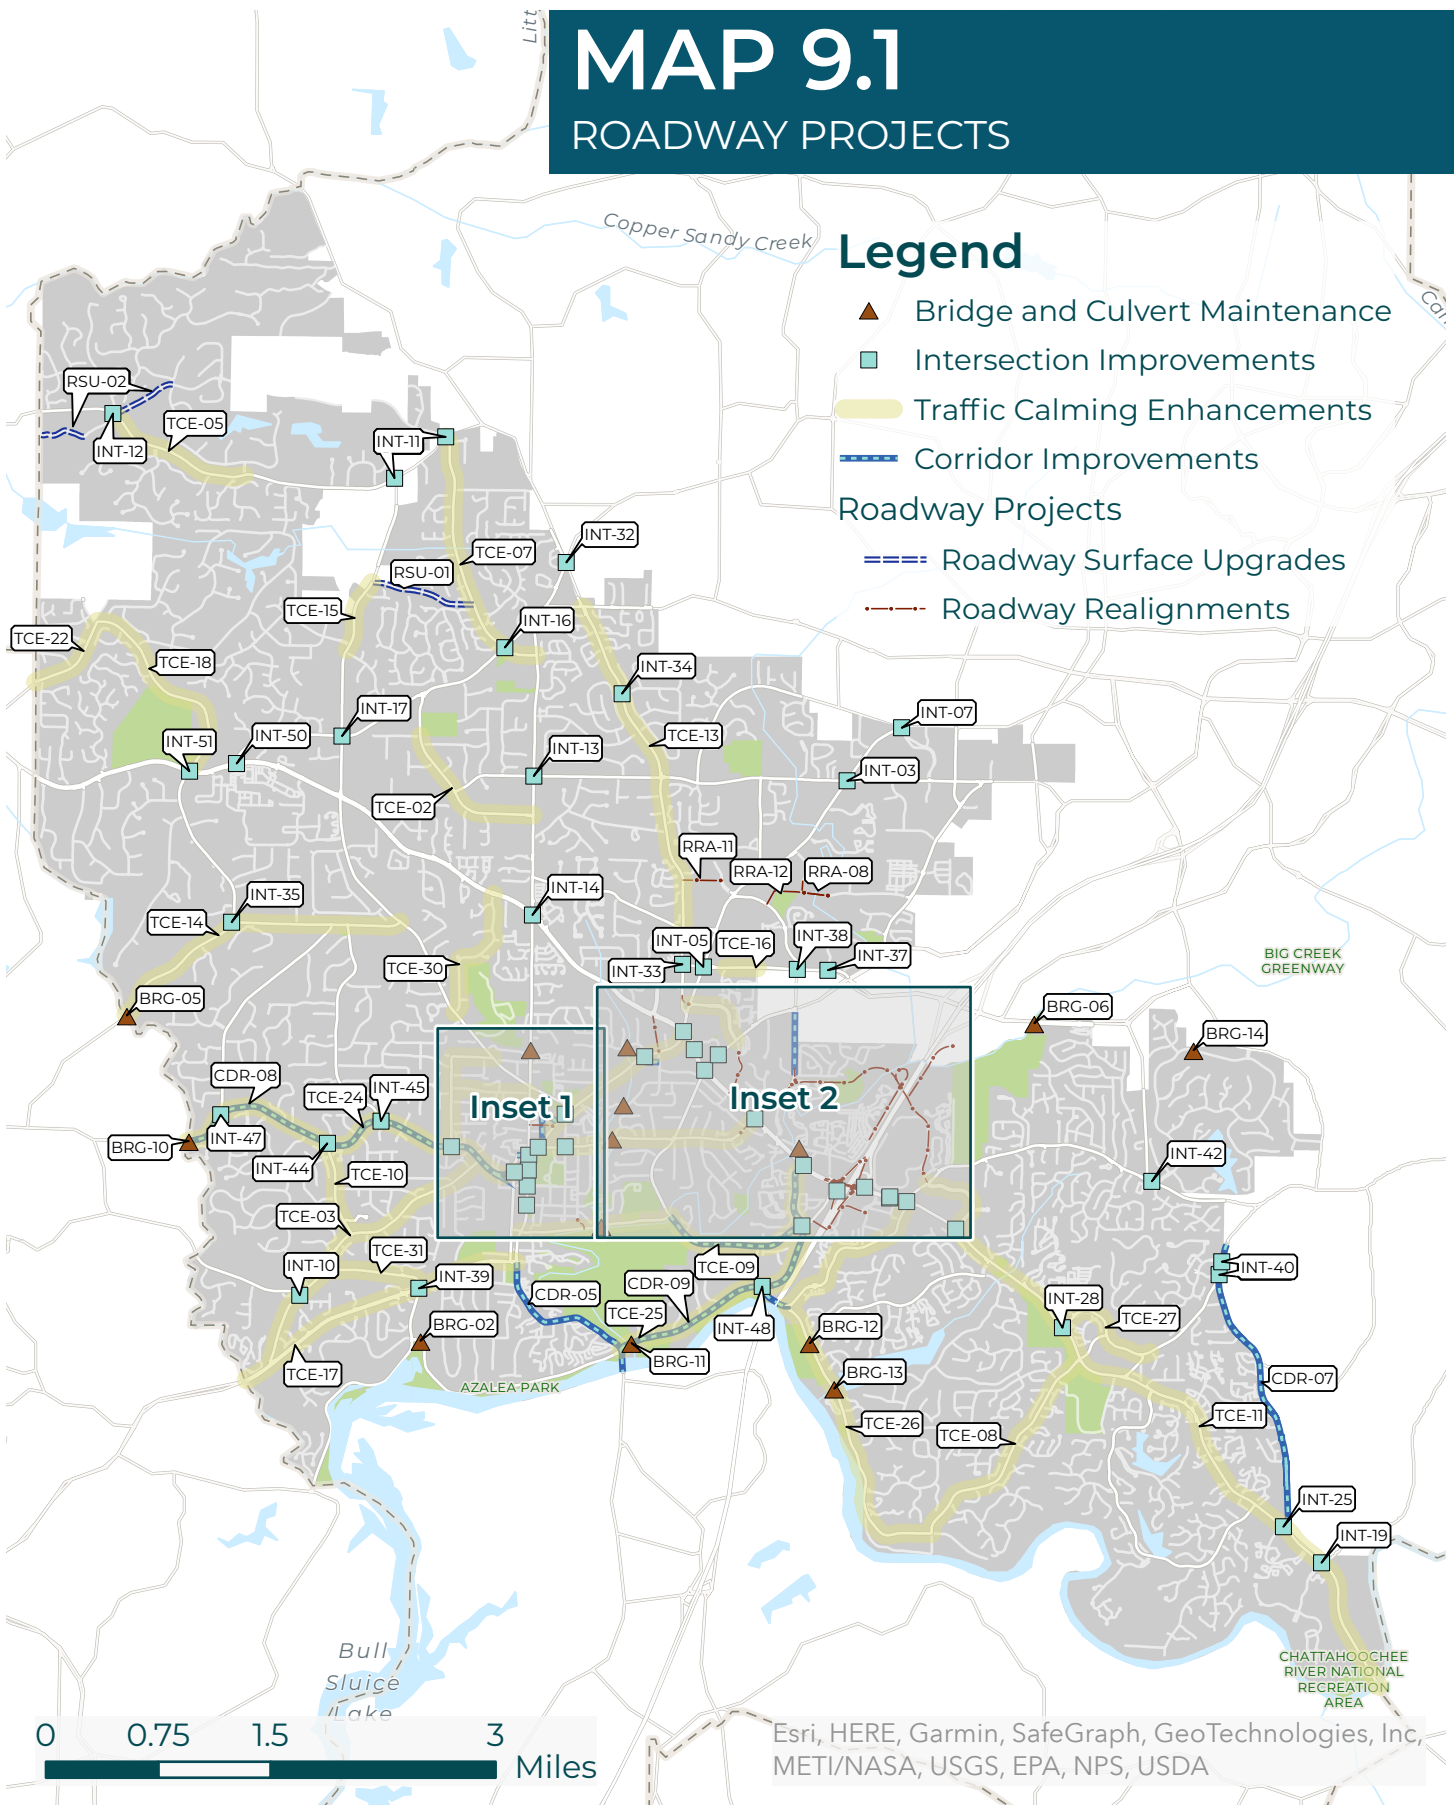 MAP 9.1
ROADWAY PROJECTS
Litt
Copper Sandy Creek
Legend
Bridge and Culvert Maintenance
Intersection Improvements
Traffic Calming Enhancements
Corridor Improvements
Roadway Projects
Roadway Surface Upgrades
Roadway Realignments
RSU-02
TCE-05
INT-12
INT-11
INT-32
TCE-07
RSU-01
TCE-15
INT-16
TCE-22
TCE-18
INT-34
INT-17
INT-07
INT-51
INT-50
TCE-13
INT-13
INT-03
TCE-02
RRA-11
RRA-12
RRA-08
INT-35
INT-14
TCE-14
INT-05
TCE-16
INT-38
INT-37
TCE-30
INT-33
BIG CREEK
GREENWAY
BRG-05
BRG-06
BRG-14
CDR-08
TCE-24
INT-45
Inset 1
Inset 2
BRG-10
INT-47
INT-44
TCE-10
INT-42
TCE-03
TCE-31
INT-10
INT-39
TCE-09
INT-40
CDR-05
CDR-09
TCE-25
INT-28
TCE-27
BRG-02
INT-48
BRG-12
BRG-11
TCE-17
AZALEA PARK
BRG-13
CDR-07
TCE-26
TCE-08
TCE-11
INT-25
INT-19
Bull
Sluice
Lake
CHATTAHOOCHEE
RIVER NATIONAL
RECREATION
AREA
0 0.75 1.5 3
Miles
Esri, HERE, Garmin, SafeGraph, GeoTechnologies, Inc,
METI/NASA, USGS, EPA, NPS, USDA